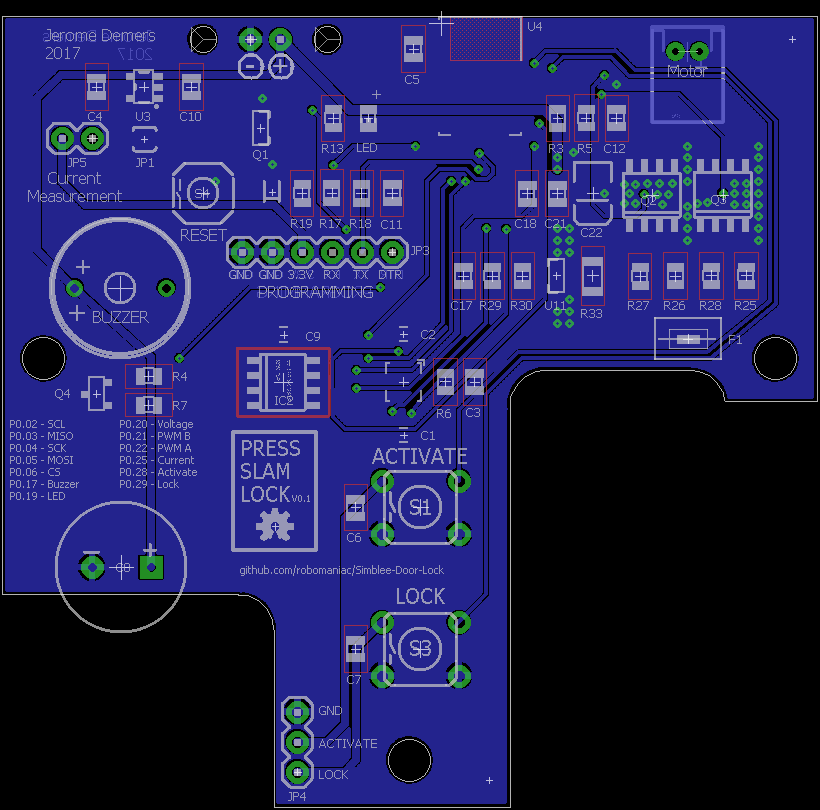 Jerome Demers
2017
2017
U4
C5
Motor
C4
U3
C10
Q1
R13
LED
R3
R5
C12
JP5
JP1
Current
Measurement
S4
RESET
R19
R17
R18
C11
C18
C21
C22
Q2
Q3
JP3
GND
GND
3.3V
RX
TX
DTR
PROGRAMMING
BUZZER
C17
R29
R30
U11
R33
R27
R26
R28
R25
C9
C2
F1
Q4
R4
R7
R6
C3
C1
P0.02 - SCL
P0.03 - MISO
P0.04 - SCK
P0.05 - MOSI
P0.06 - CS
P0.17 - Buzzer
P0.19 - LED
P0.20 - Voltage
P0.21 - PWM B
P0.22 - PWM A
P0.25 - Current
P0.28 - Activate
P0.29 - Lock
PRESS
SLAM
LOCK V0.1
ACTIVATE
S1
C6
C8
github.com/robomaniac/Simblee-Door-Lock
LOCK
S3
C7
GND
ACTIVATE
LOCK
JP4